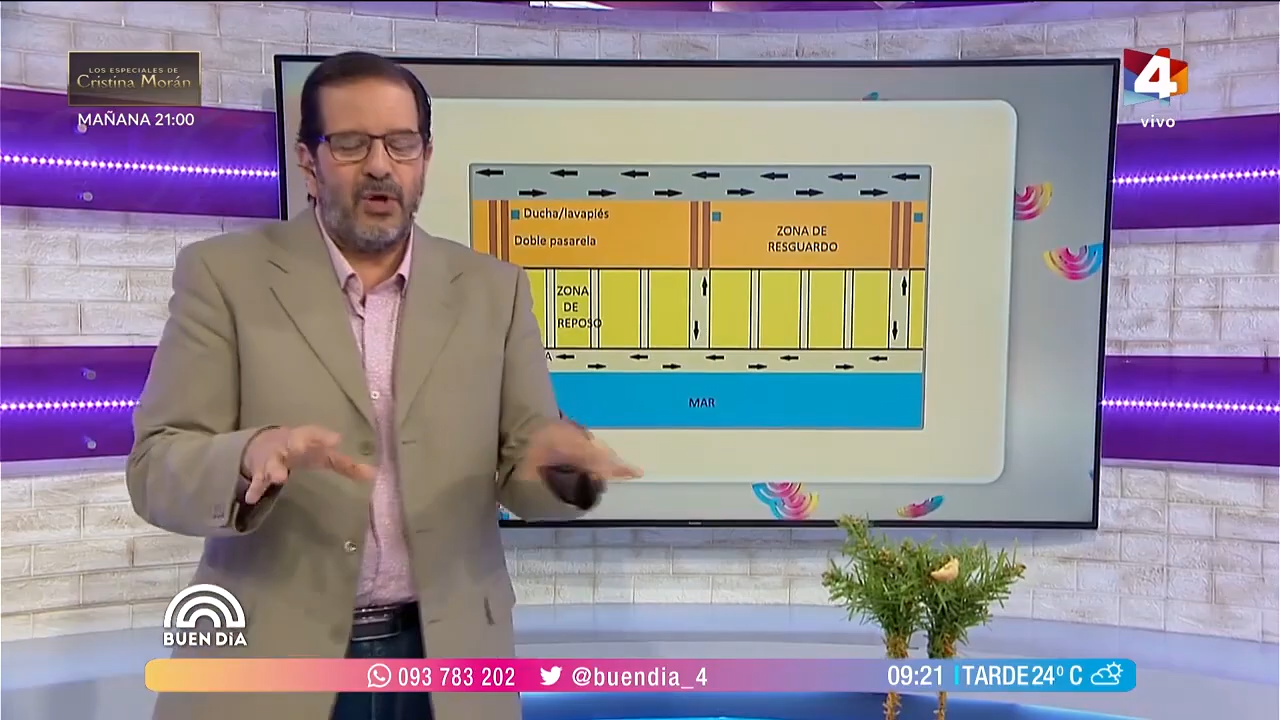 LOS ESPECIALES DE
Cristina Morán
MAÑANA 21:00
4
vivo
Ducha/lavapiés
Doble pasarela
ZONA DE
RESGUARDO
ZONA
DE
REPOSO
A
MAR
BUEN DÍA
093 783 202 @buendia_4 09:21 TARDE 24º C